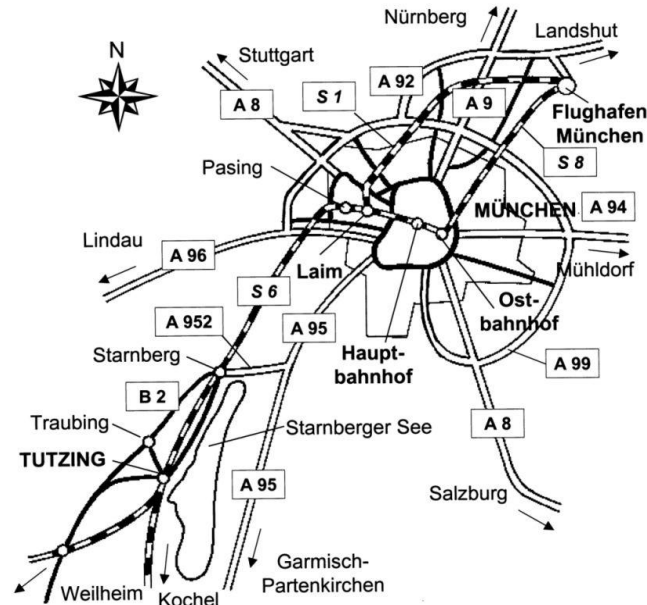 Nürnberg
Landshut
N
Stuttgart
A 92
S 1
A 9
A 8
Flughafen
München
S 8
Pasing
MÜNCHEN
A 94
Lindau
A 96
Laim
Mühldorf
S 6
Ost-
bahnhof
A 952
A 95
Haupt-
bahnhof
A 99
Starnberg
B 2
Traubing
Starnberger See
A 8
TUTZING
A 95
Salzburg
Garmisch-
Partenkirchen
Weilheim
Kochel